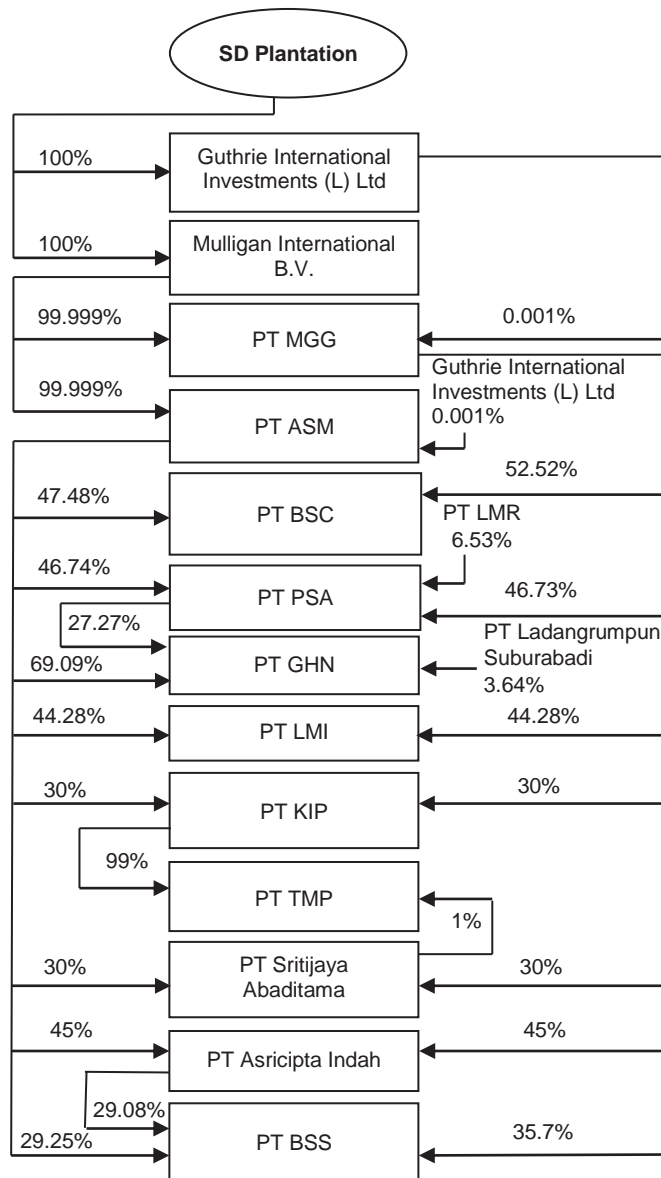 SD Plantation
100%
Guthrie International
Investments (L) Ltd
100%
Mulligan International
B.V.
99.999%
PT MGG
0.001%
Guthrie International
Investments (L) Ltd
0.001%
99.999%
PT ASM
47.48%
PT BSC
52.52%
PT LMR
6.53%
46.74%
PT PSA
46.73%
27.27%
PT Ladangrumpun
Suburabadi
3.64%
69.09%
PT GHN
44.28%
PT LMI
44.28%
30%
PT KIP
30%
99%
PT TMP
1%
30%
PT Sritijaya
Abaditama
30%
45%
PT Asricipta Indah
45%
29.08%
29.25%
PT BSS
35.7%